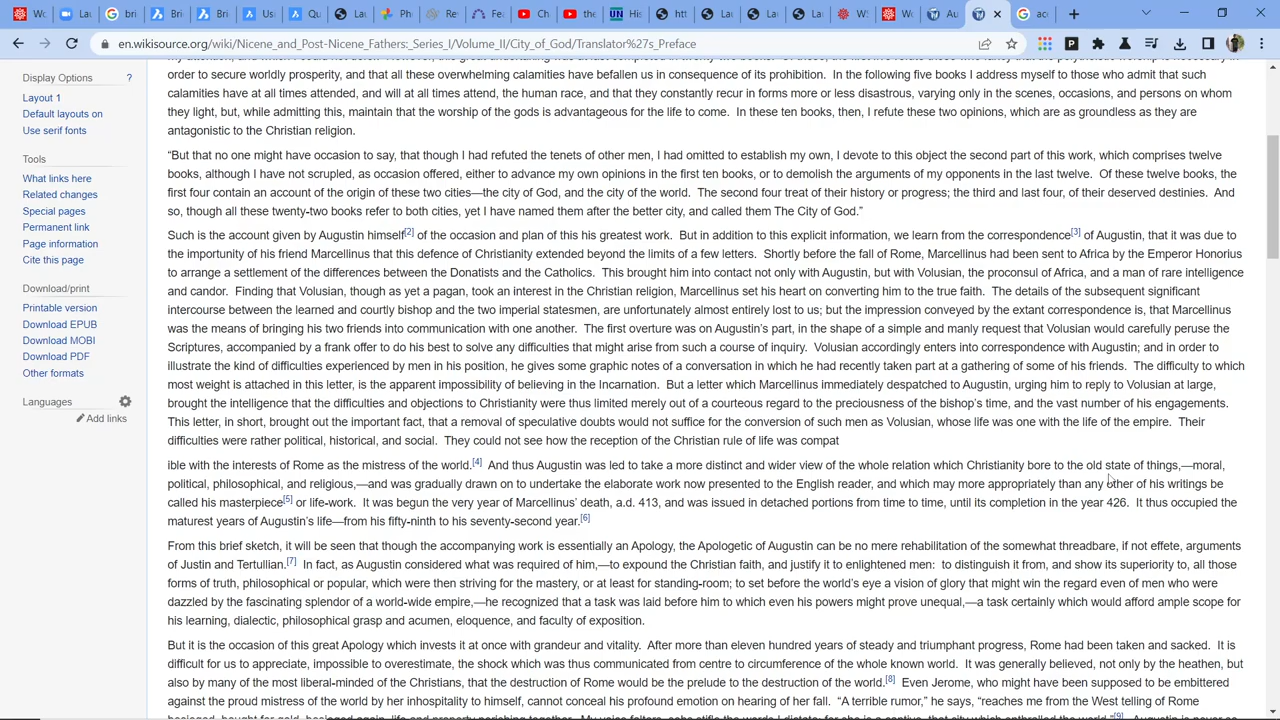 Wc
Lau
bri
Bri
Bri
Usi
Qu
Lau
Pho
Re
Fea
Ch
the
His
htt
Lau
Lau
Lau
WS
Wo
Au
Tr
ace
en.wikisource.org/wiki/Nicene_and_Post-Nicene_Fathers:_Series_I/Volume_II/City_of_God/Translator%27s_Preface
Display Options ?
Layout 1
Default layouts on
Use serif fonts
Tools
What links here
Related changes
Special pages
Permanent link
Page information
Cite this page
Download/print
Printable version
Download EPUB
Download MOBI
Download PDF
Other formats
Languages
Add links
order to secure worldly prosperity, and that all these overwhelming calamities have befallen us in consequence of its prohibition. In the following five books I address myself to those who admit that such
calamities have at all times attended, and will at all times attend, the human race, and that they constantly recur in forms more or less disastrous, varying only in the scenes, occasions, and persons on whom
they light, but, while admitting this, maintain that the worship of the gods is advantageous for the life to come. In these ten books, then, I refute these two opinions, which are as groundless as they are
antagonistic to the Christian religion.
“But that no one might have occasion to say, that though I had refuted the tenets of other men, I had omitted to establish my own, I devote to this object the second part of this work, which comprises twelve
books, although I have not scrupled, as occasion offered, either to advance my own opinions in the first ten books, or to demolish the arguments of my opponents in the last twelve. Of these twelve books, the
first four contain an account of the origin of these two cities—the city of God, and the city of the world. The second four treat of their history or progress; the third and last four, of their deserved destinies. And
so, though all these twenty-two books refer to both cities, yet I have named them after the better city, and called them The City of God.”
Such is the account given by Augustin himself[2] of the occasion and plan of this his greatest work. But in addition to this explicit information, we learn from the correspondence[3] of Augustin, that it was due to
the importunity of his friend Marcellinus that this defence of Christianity extended beyond the limits of a few letters. Shortly before the fall of Rome, Marcellinus had been sent to Africa by the Emperor Honorius
to arrange a settlement of the differences between the Donatists and the Catholics. This brought him into contact not only with Augustin, but with Volusian, the proconsul of Africa, and a man of rare intelligence
and candor. Finding that Volusian, though as yet a pagan, took an interest in the Christian religion, Marcellinus set his heart on converting him to the true faith. The details of the subsequent significant
intercourse between the learned and courtly bishop and the two imperial statesmen, are unfortunately almost entirely lost to us; but the impression conveyed by the extant correspondence is, that Marcellinus
was the means of bringing his two friends into communication with one another. The first overture was on Augustin’s part, in the shape of a simple and manly request that Volusian would carefully peruse the
Scriptures, accompanied by a frank offer to do his best to solve any difficulties that might arise from such a course of inquiry. Volusian accordingly enters into correspondence with Augustin; and in order to
illustrate the kind of difficulties experienced by men in his position, he gives some graphic notes of a conversation in which he had recently taken part at a gathering of some of his friends. The difficulty to which
most weight is attached in this letter, is the apparent impossibility of believing in the Incarnation. But a letter which Marcellinus immediately despatched to Augustin, urging him to reply to Volusian at large,
brought the intelligence that the difficulties and objections to Christianity were thus limited merely out of a courteous regard to the preciousness of the bishop’s time, and the vast number of his engagements.
This letter, in short, brought out the important fact, that a removal of speculative doubts would not suffice for the conversion of such men as Volusian, whose life was one with the life of the empire. Their
difficulties were rather political, historical, and social. They could not see how the reception of the Christian rule of life was compat
ible with the interests of Rome as the mistress of the world.[4] And thus Augustin was led to take a more distinct and wider view of the whole relation which Christianity bore to the old state of things,—moral,
political, philosophical, and religious,—and was gradually drawn on to undertake the elaborate work now presented to the English reader, and which may more appropriately than any other of his writings be
called his masterpiece[5] or life-work. It was begun the very year of Marcellinus’ death, a.d. 413, and was issued in detached portions from time to time, until its completion in the year 426. It thus occupied the
maturest years of Augustin’s life—from his fifty-ninth to his seventy-second year.[6]
From this brief sketch, it will be seen that though the accompanying work is essentially an Apology, the Apologetic of Augustin can be no mere rehabilitation of the somewhat threadbare, if not effete, arguments
of Justin and Tertullian.[7] In fact, as Augustin considered what was required of him,—to expound the Christian faith, and justify it to enlightened men: to distinguish it from, and show its superiority to, all those
forms of truth, philosophical or popular, which were then striving for the mastery, or at least for standing-room; to set before the world’s eye a vision of glory that might win the regard even of men who were
dazzled by the fascinating splendor of a world-wide empire,—he recognized that a task was laid before him to which even his powers might prove unequal,—a task certainly which would afford ample scope for
his learning, dialectic, philosophical grasp and acumen, eloquence, and faculty of exposition.
But it is the occasion of this great Apology which invests it at once with grandeur and vitality. After more than eleven hundred years of steady and triumphant progress, Rome had been taken and sacked. It is
difficult for us to appreciate, impossible to overestimate, the shock which was thus communicated from centre to circumference of the whole known world. It was generally believed, not only by the heathen, but
also by many of the most liberal-minded of the Christians, that the destruction of Rome would be the prelude to the destruction of the world.[8] Even Jerome, who might have been supposed to be embittered
against the proud mistress of the world by her inhospitality to himself, cannot conceal his profound emotion on hearing of her fall. “A terrible rumor,” he says, “reaches me from the West telling of Rome